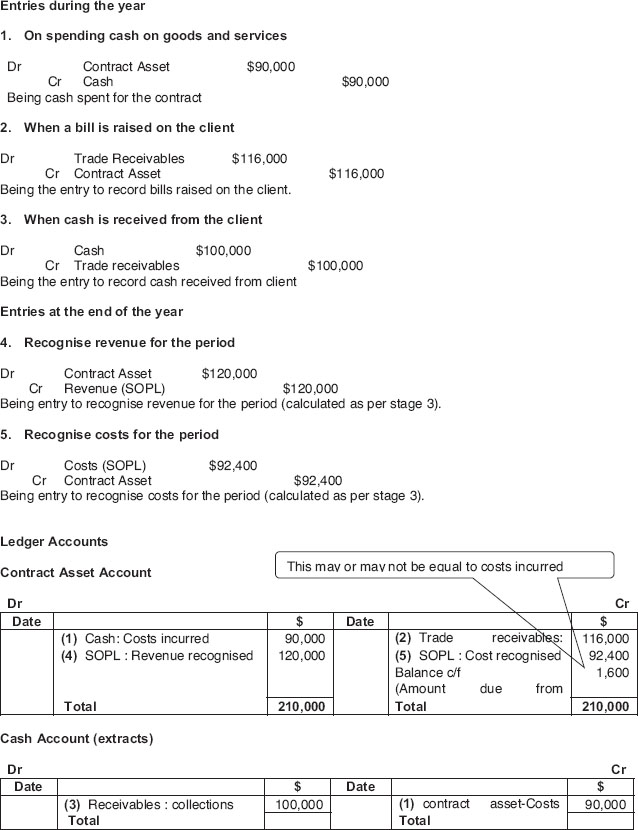 Entries during the year
1. On spending cash on goods and services
Dr Contract Asset $90,000
Cr Cash $90,000
Being cash spent for the contract
2. When a bill is raised on the client
Dr Trade Receivables $116,000
Cr Contract Asset $116,000
Being the entry to record bills raised on the client.
3. When cash is received from the client
Dr Cash $100,000
Cr Trade receivables $100,000
Being the entry to record cash received from client
Entries at the end of the year
4. Recognise revenue for the period
Dr Contract Asset $120,000
Cr Revenue (SOPL) $120,000
Being entry to recognise revenue for the period (calculated as per stage 3).
5. Recognise costs for the period
Dr Costs (SOPL) $92,400
Cr Contract Asset $92,400
Being entry to recognise costs for the period (calculated as per stage 3).
Ledger Accounts
This may or may not be equal to costs incurred
Contract Asset Account
Dr Cr
Date $ Date $
(1) Cash: Costs incurred 90,000 (2) Trade receivables: 116,000
(4) SOPL : Revenue recognised 120,000 (5) SOPL : Cost recognised 92,400
Balance c/f 1,600
(Amount due from
Total 210,000 Total 210,000
Cash Account (extracts)
Dr Cr
Date $ Date $
(3) Receivables : collections 100,000 (1) contract asset-Costs 90,000
Total Total